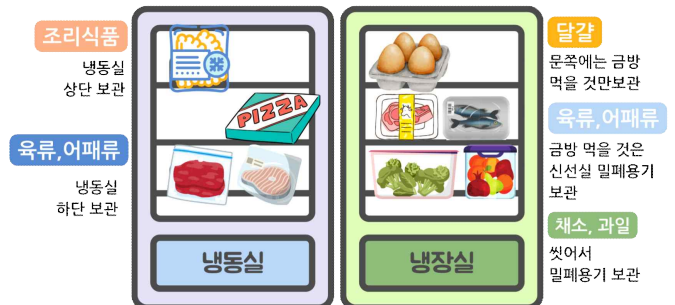 조리식품
냉동실
상단 보관
육류,어패류
냉동실
하단 보관
PIZZA
냉동실
냉장실
달걀
문쪽에는 금방
먹을 것만보관
육류,어패류
금방 먹을 것은
신선실 밀폐용기
보관
채소, 과일
씻어서
밀폐용기 보관